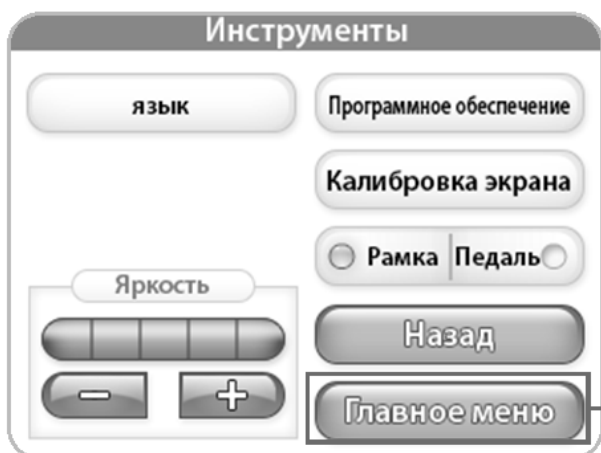 Инструменты
язык
Программное обеспечение
Калибровка экрана
Рамка Педаль
Яркость
Назад
− +
Главное меню